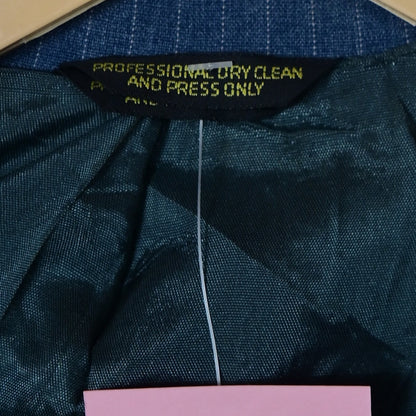 PROFESSIONAL DRY CLEAN
AND PRESS ONLY